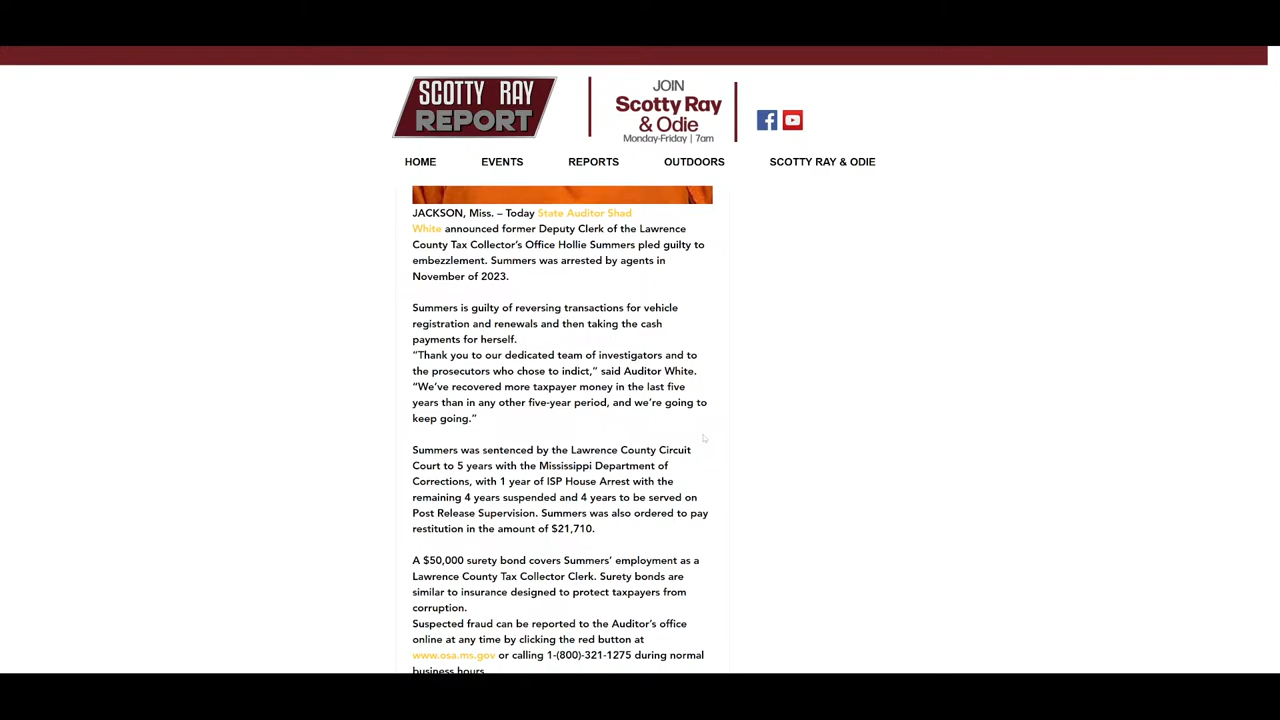 SCOTTY RAY
REPORT
JOIN
Scotty Ray
& Odie
Monday-Friday | 7am
HOME EVENTS REPORTS OUTDOORS SCOTTY RAY & ODIE
JACKSON, Miss. – Today State Auditor Shad
White announced former Deputy Clerk of the Lawrence
County Tax Collector’s Office Hollie Summers pled guilty to
embezzlement. Summers was arrested by agents in
November of 2023.
Summers is guilty of reversing transactions for vehicle
registration and renewals and then taking the cash
payments for herself.
“Thank you to our dedicated team of investigators and to
the prosecutors who chose to indict,” said Auditor White.
“We’ve recovered more taxpayer money in the last five
years than in any other five-year period, and we’re going to
keep going.”
Summers was sentenced by the Lawrence County Circuit
Court to 5 years with the Mississippi Department of
Corrections, with 1 year of ISP House Arrest with the
remaining 4 years suspended and 4 years to be served on
Post Release Supervision. Summers was also ordered to pay
restitution in the amount of $21,710.
A $50,000 surety bond covers Summers’ employment as a
Lawrence County Tax Collector Clerk. Surety bonds are
similar to insurance designed to protect taxpayers from
corruption.
Suspected fraud can be reported to the Auditor’s office
online at any time by clicking the red button at
www.osa.ms.gov or calling 1-(800)-321-1275 during normal
business hours.